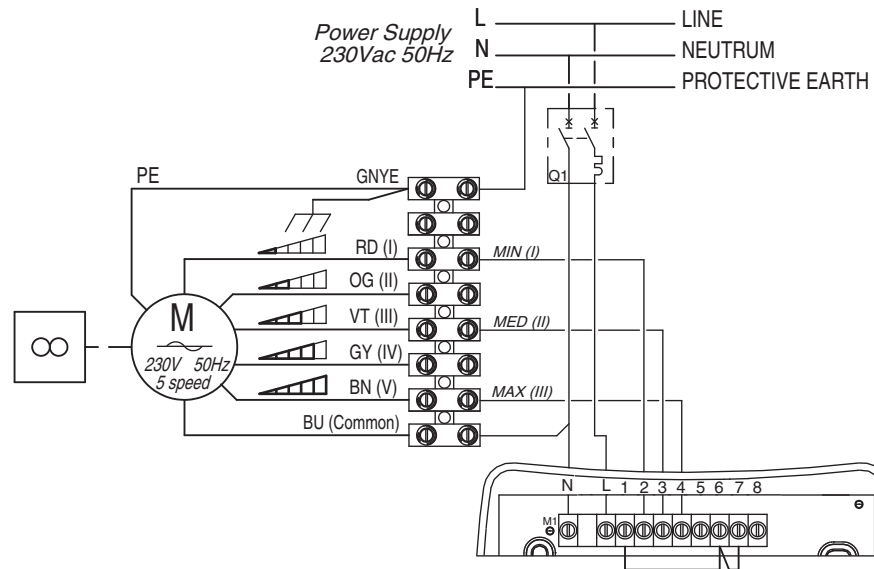 Power Supply
230Vac 50Hz
L LINE
N NEUTRUM
PE PROTECTIVE EARTH
Q1
PE GNYE
RD (I) MIN (I)
OG (II)
VT (III) MED (II)
GY (IV)
BN (V) MAX (III)
BU (Common)
M
230V 50Hz
5 speed
N L 1 2 3 4 5 6 7 8
M1